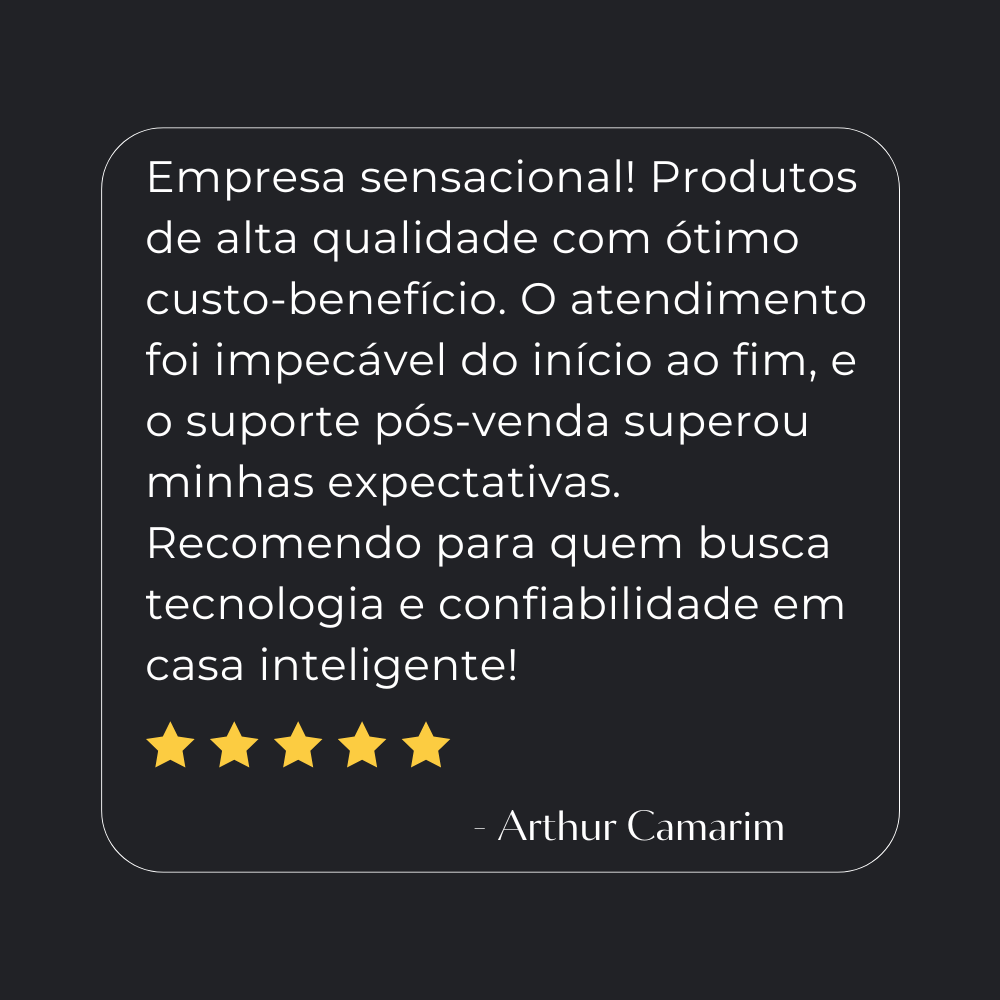 Empresa sensacional! Produtos
de alta qualidade com ótimo
custo-benefício. O atendimento
foi impecável do início ao fim, e
o suporte pós-venda superou
minhas expectativas.
Recomendo para quem busca
tecnologia e confiabilidade em
casa inteligente!
- Arthur Camarim